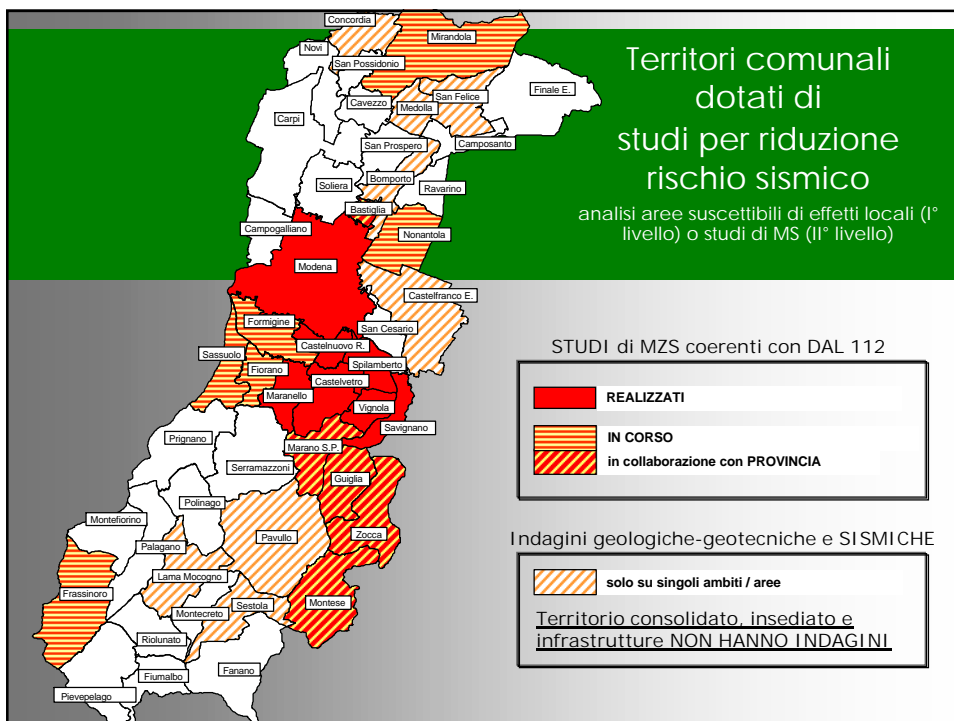 Territori comunali
dotati di
studi per riduzione
rischio sismico
analisi aree suscettibili di effetti locali (I°
livello) o studi di MS (II° livello)
Concordia
Mirandola
Novi
San Possidonio
San Felice
Finale E.
Cavezzo
Medolla
Carpi
San Prospero
Camposanto
Soliera
Bomporto
Ravarino
Bastiglia
Campogalliano
Nonantola
Modena
Castelfranco E.
Formigine
San Cesario
Castelnuovo R.
Sassuolo
Spilamberto
Fiorano
Castelvetro
Maranello
Vignola
Savignano
Prignano
Marano S.P.
Serramazzoni
Guiglia
Polinago
Montefiorino
Pavullo
Zocca
Palagano
Lama Mocogno
Frassinoro
Sestola
Montese
Montecreto
Riolunato
Fanano
Fiumalbo
Pievepelago
STUDI di MZS coerenti con DAL 112
REALIZZATI
IN CORSO
in collaborazione con PROVINCIA
Indagini geologiche-geotecniche e SISMICHE
solo su singoli ambiti / aree
Territorio consolidato, insediato e
infrastrutture NON HANNO INDAGINI